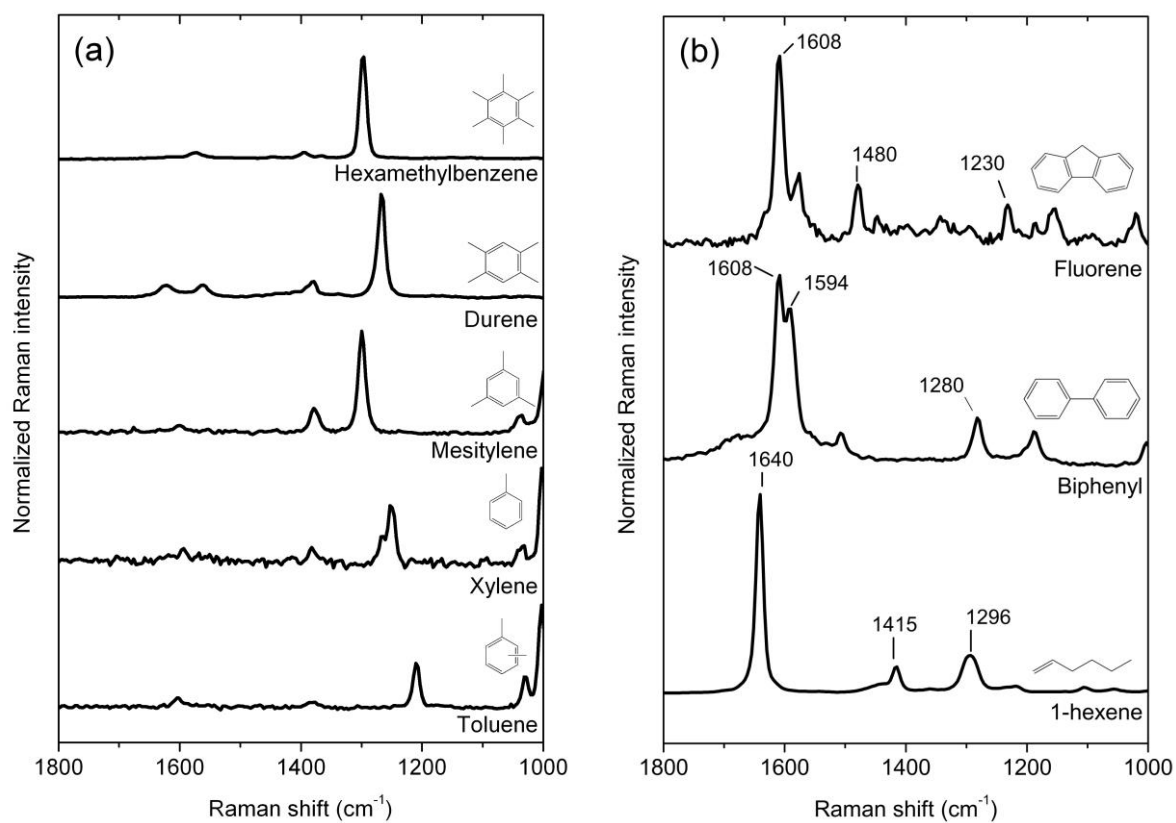 (a)
Hexamethylbenzene
Durene
Mesitylene
Xylene
Toluene
Normalized Raman intensity
1800 1600 1400 1200 1000
Raman shift (cm⁻¹)
(b)
1608
1480
1230
Fluorene
1608
1594
1280
Biphenyl
1640
1415
1296
1-hexene
Normalized Raman intensity
1800 1600 1400 1200 1000
Raman shift (cm⁻¹)